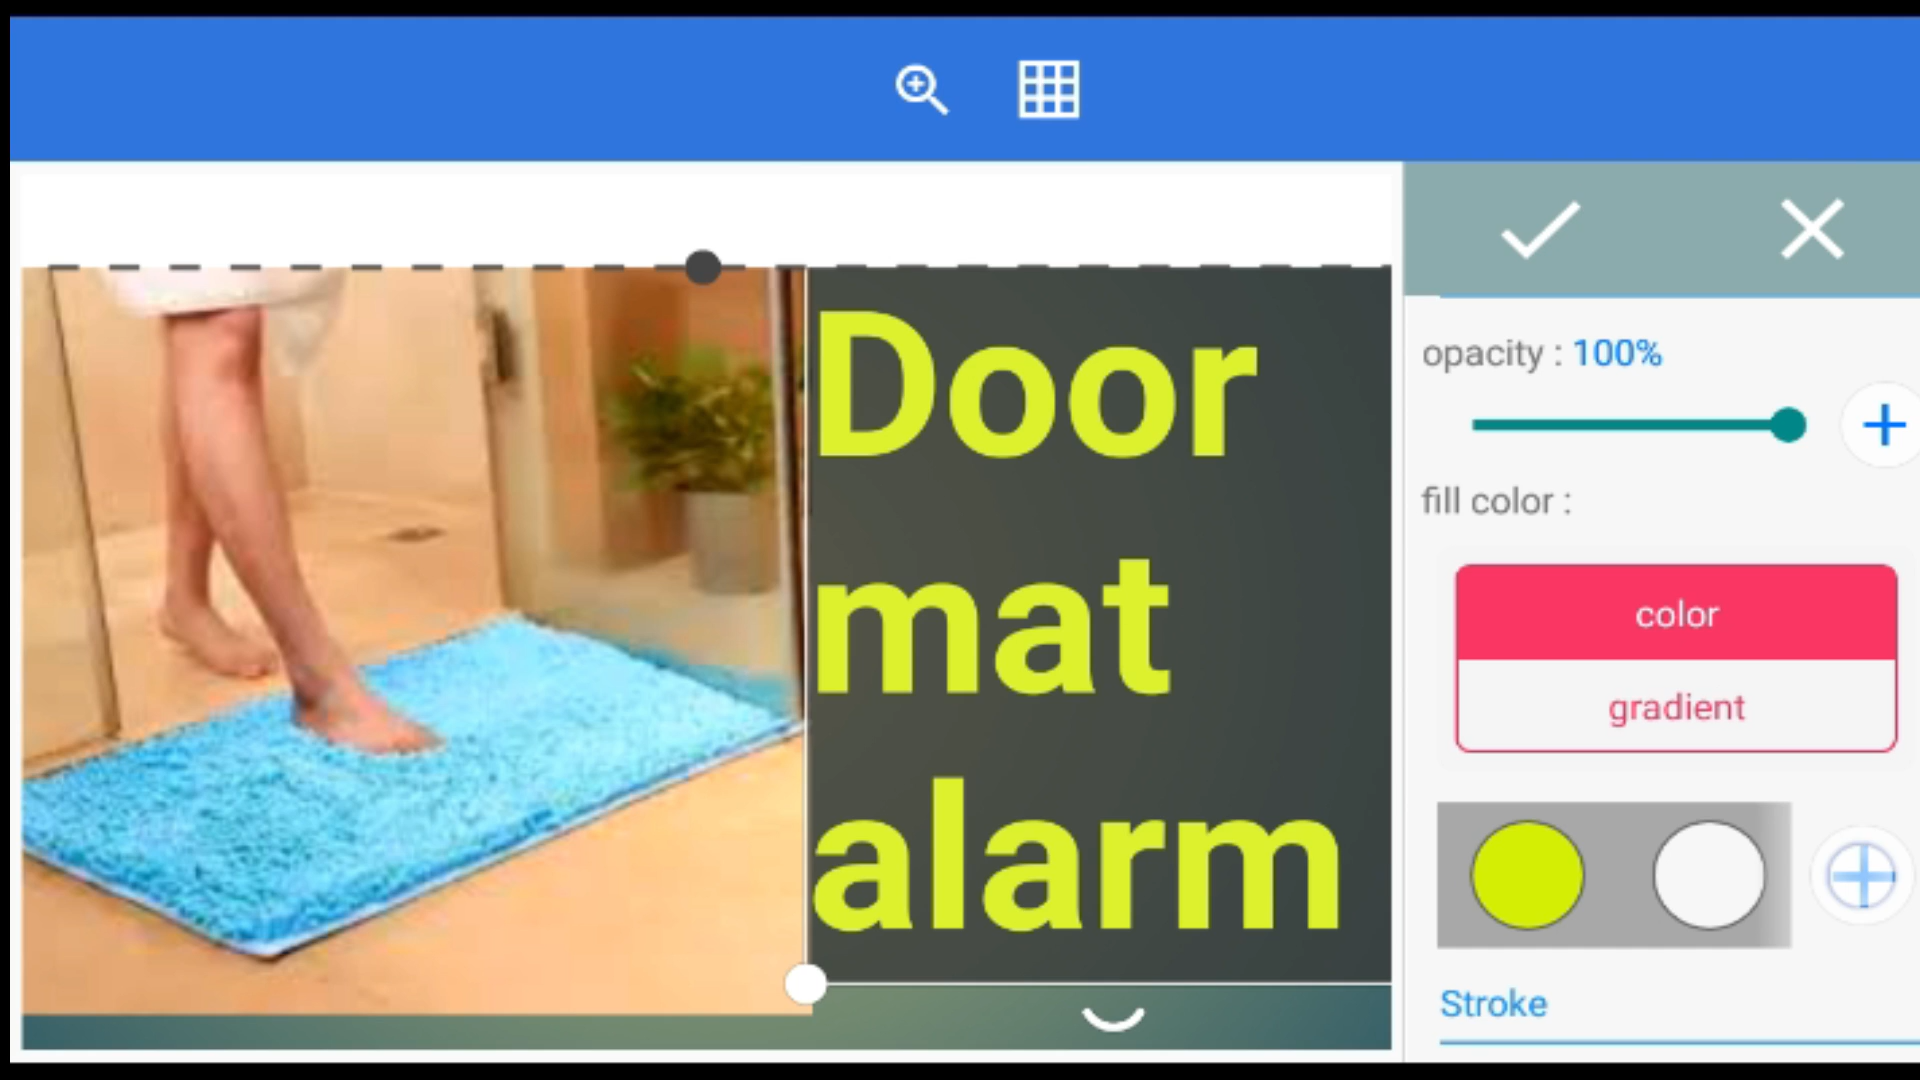 Door
mat
alarm
opacity : 100%
fill color :
color
gradient
Stroke